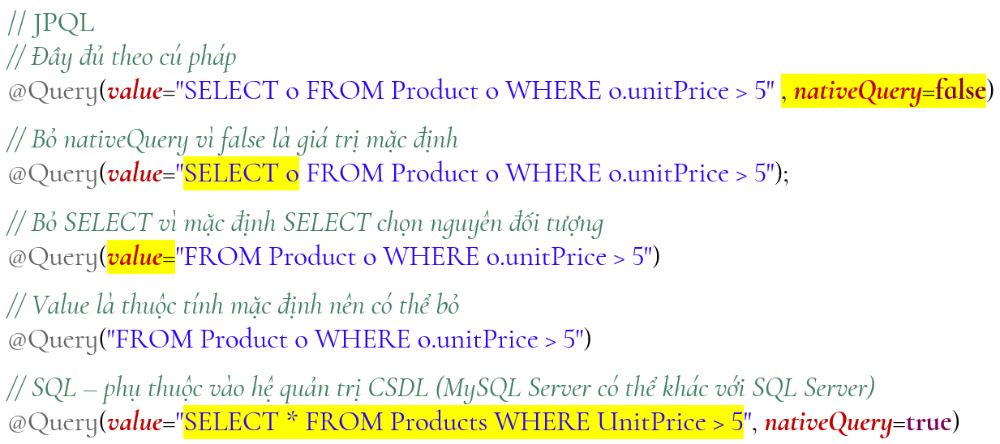 // JPQL
// Đầy đủ theo cú pháp
@Query(value="SELECT o FROM Product o WHERE o.unitPrice > 5" , nativeQuery=false)
// Bỏ nativeQuery vì false là giá trị mặc định
@Query(value="SELECT o FROM Product o WHERE o.unitPrice > 5");
// Bỏ SELECT vì mặc định SELECT chọn nguyên đối tượng
@Query(value="FROM Product o WHERE o.unitPrice > 5")
// Value là thuộc tính mặc định nên có thể bỏ
@Query("FROM Product o WHERE o.unitPrice > 5")
// SQL – phụ thuộc vào hệ quản trị CSDL (MySQL Server có thể khác với SQL Server)
@Query(value="SELECT * FROM Products WHERE UnitPrice > 5", nativeQuery=true)